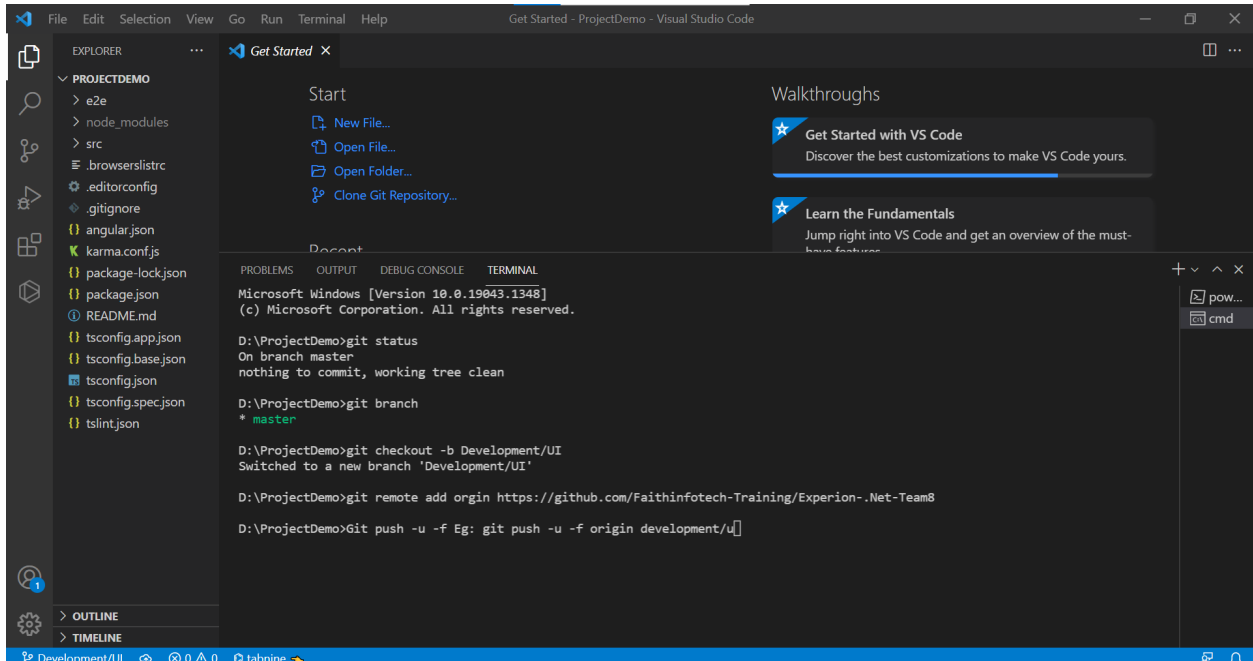 File Edit Selection View Go Run Terminal Help
Get Started - ProjectDemo - Visual Studio Code
EXPLORER
PROJECTDEMO
e2e
node_modules
src
.browserslistrc
.editorconfig
.gitignore
angular.json
karma.conf.js
package-lock.json
package.json
README.md
tsconfig.app.json
tsconfig.base.json
tsconfig.json
tsconfig.spec.json
tslint.json
OUTLINE
TIMELINE
Get Started
Start
New File...
Open File...
Open Folder...
Clone Git Repository...
Recent
Walkthroughs
Get Started with VS Code
Discover the best customizations to make VS Code yours.
Learn the Fundamentals
Jump right into VS Code and get an overview of the must-
have features.
PROBLEMS OUTPUT DEBUG CONSOLE TERMINAL
Microsoft Windows [Version 10.0.19043.1348]
(c) Microsoft Corporation. All rights reserved.
D:\ProjectDemo>git status
On branch master
nothing to commit, working tree clean
D:\ProjectDemo>git branch
* master
D:\ProjectDemo>git checkout -b Development/UI
Switched to a new branch 'Development/UI'
D:\ProjectDemo>git remote add orgin https://github.com/Faithinfotech-Training/Experion-.Net-Team8
D:\ProjectDemo>Git push -u -f Eg: git push -u -f origin development/u
pow...
cmd
1
Development/UI 0 0 tabnine